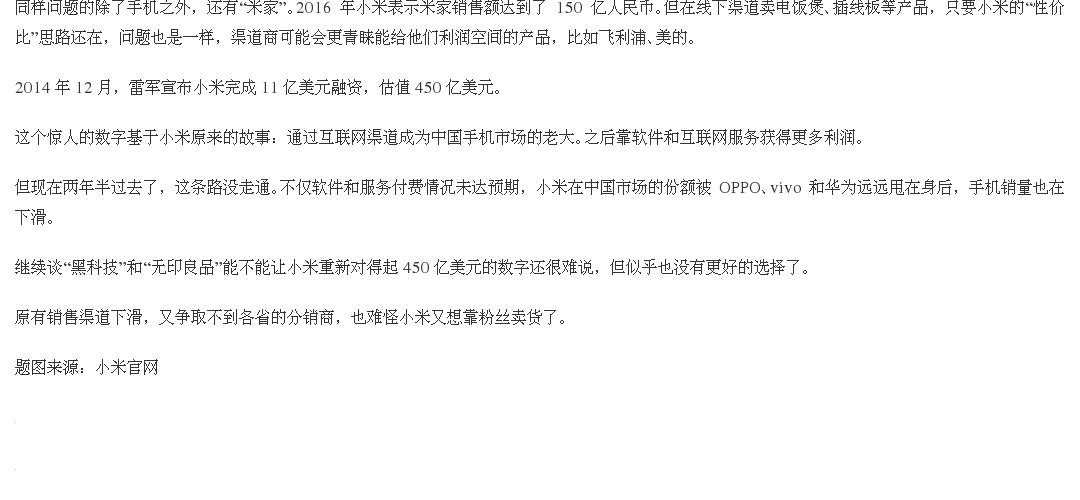 同样问题的除了手机之外，还有“米家”。2016 年小米表示米家销售额达到了 150 亿人民币。但在线下渠道卖电饭煲、插线板等产品，只要小米的“性价
比”思路还在，问题也是一样，渠道商可能会更青睐能给他们利润空间的产品，比如飞利浦、美的。
2014 年 12 月，雷军宣布小米完成 11 亿美元融资，估值 450 亿美元。
这个惊人的数字基于小米原来的故事：通过互联网渠道成为中国手机市场的老大。之后靠软件和互联网服务获得更多利润。
但现在两年半过去了，这条路没走通。不仅软件和服务付费情况未达预期，小米在中国市场的份额被 OPPO、vivo 和华为远远甩在身后，手机销量也在
下滑。
继续谈“黑科技”和“无印良品”能不能让小米重新对得起 450 亿美元的数字还很难说，但似乎也没有更好的选择了。
原有销售渠道下滑，又争取不到各省的分销商，也难怪小米又想靠粉丝卖货了。
题图来源：小米官网